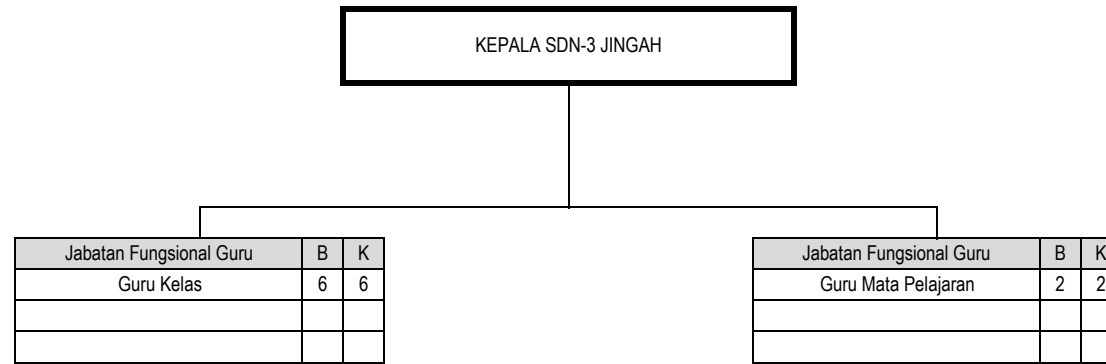 KEPALA SDN-3 JINGAH
Jabatan Fungsional Guru B K
Guru Kelas 6 6
Jabatan Fungsional Guru B K
Guru Mata Pelajaran 2 2